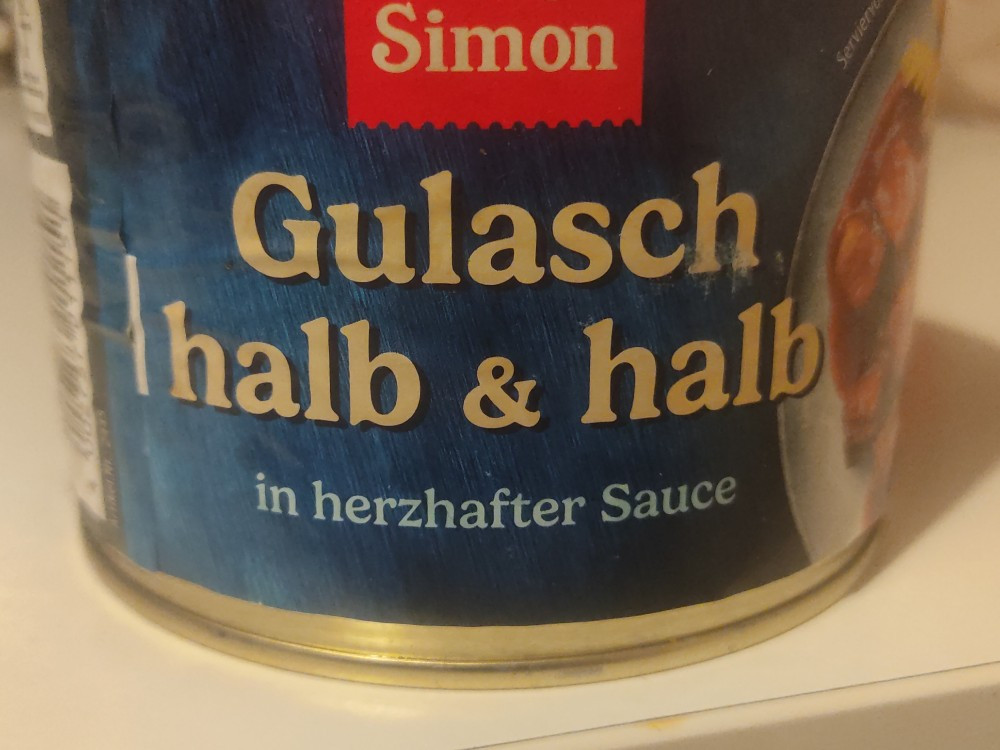 Simon
Gulasch
halb & halb
in herzhafter Sauce